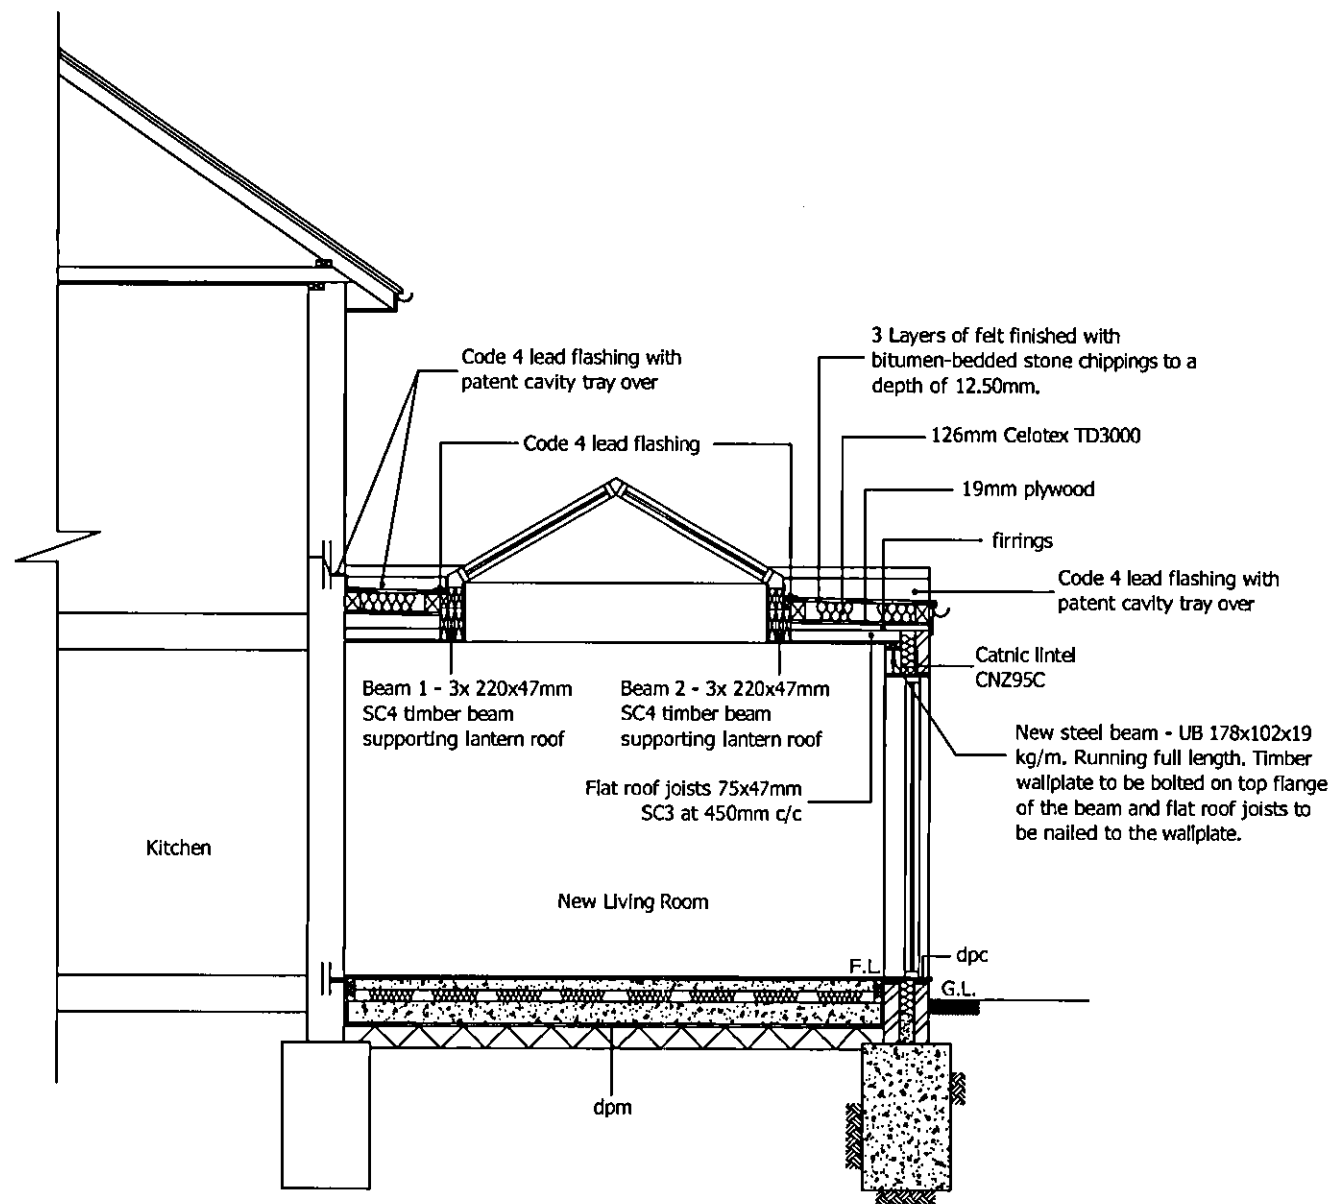 3 Layers of felt finished with
bitumen-bedded stone chippings to a
depth of 12.50mm.
Code 4 lead flashing with
patent cavity tray over
Code 4 lead flashing
126mm Celotex TD3000
19mm plywood
firrings
Code 4 lead flashing with
patent cavity tray over
Catnic lintel
CNZ95C
Beam 1 - 3x 220x47mm
SC4 timber beam
supporting lantern roof
Beam 2 - 3x 220x47mm
SC4 timber beam
supporting lantern roof
New steel beam - UB 178x102x19
kg/m. Running full length. Timber
wallplate to be bolted on top flange
of the beam and flat roof joists to
be nailed to the wallplate.
Flat roof joists 75x47mm
SC3 at 450mm c/c
Kitchen
New Living Room
dpc
F.L.
G.L.
dpm